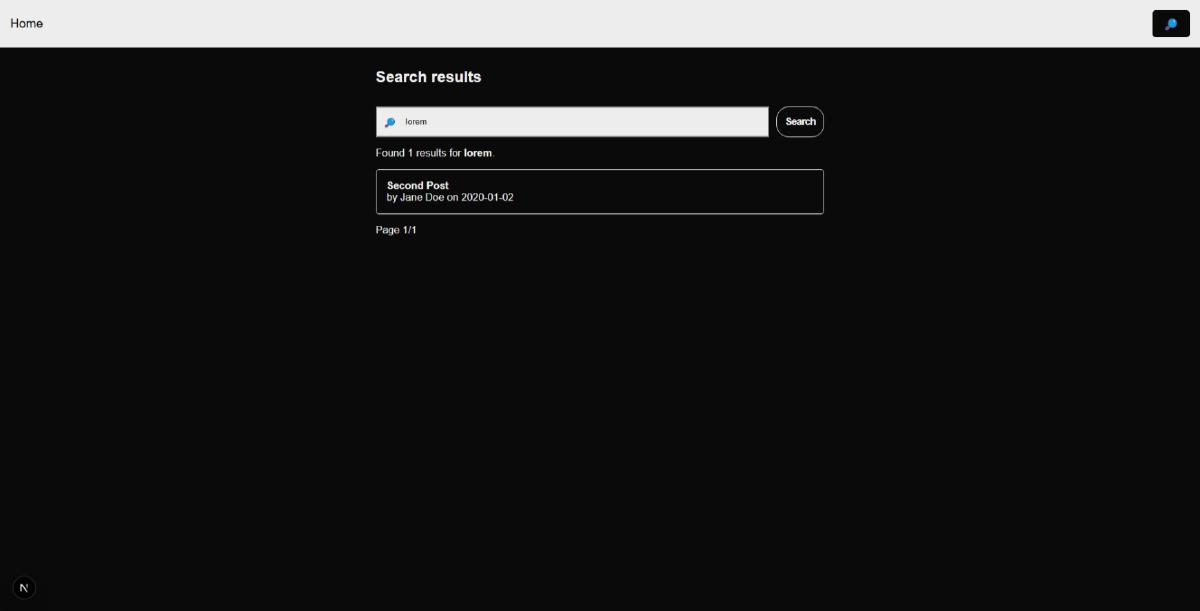 Home
Search results
lorem
Search
Found 1 results for lorem.
Second Post
by Jane Doe on 2020-01-02
Page 1/1
N